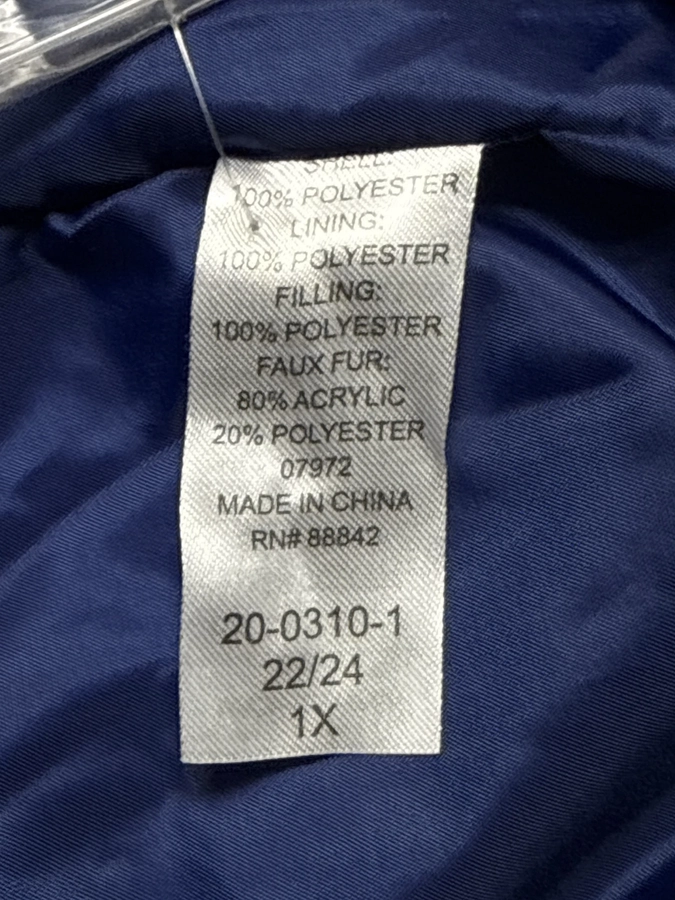 SHELL:
100% POLYESTER
LINING:
100% POLYESTER
FILLING:
100% POLYESTER
FAUX FUR:
80% ACRYLIC
20% POLYESTER
07972
MADE IN CHINA
RN# 88842
20-0310-1
22/24
1X